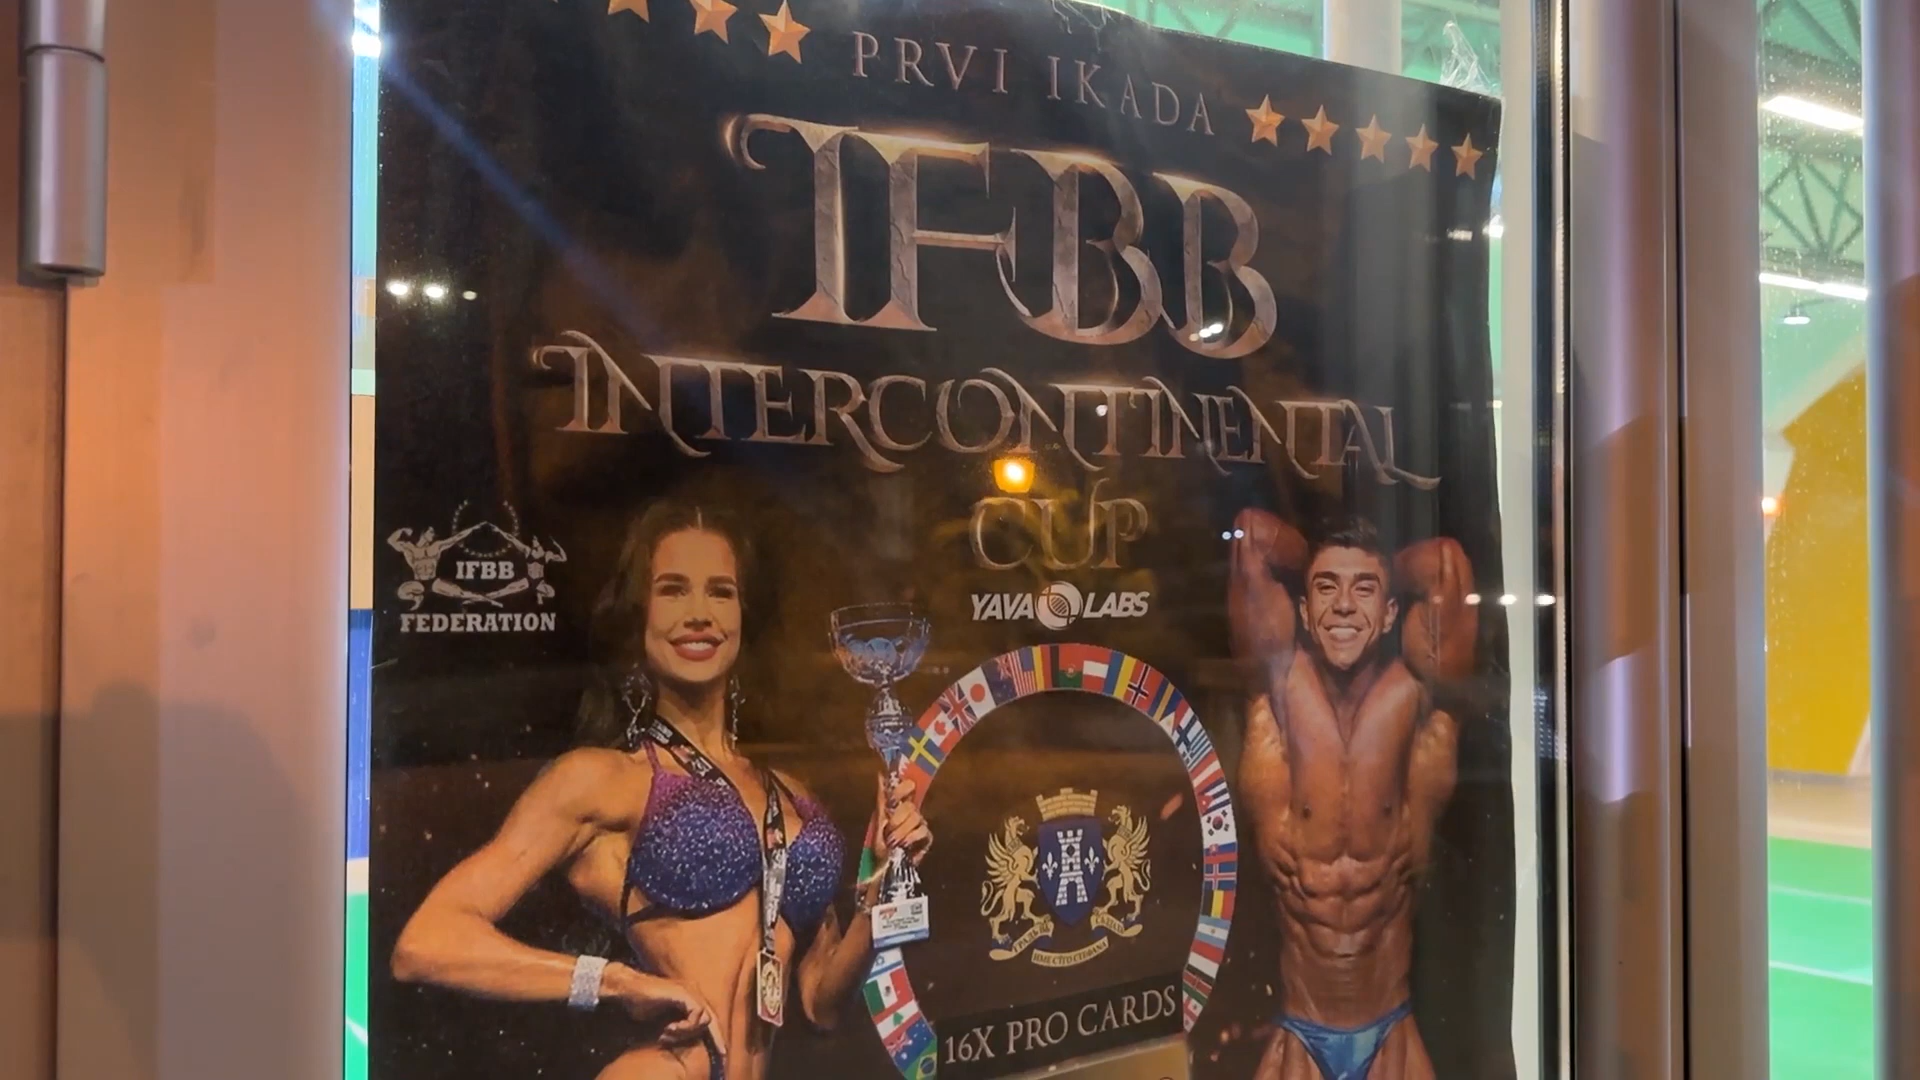 PRVI IKADA
IFBB
INTERCONTINENTAL
CUP
YAVA LABS
IFBB
FEDERATION
16X PRO CARDS